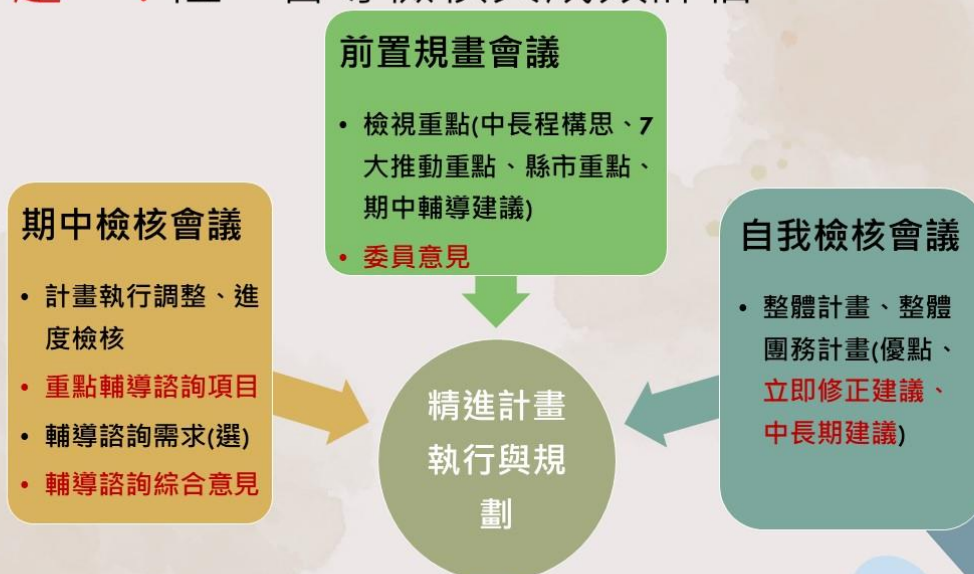 前置規畫會議
• 檢視重點(中長程構思、7
大推動重點、縣市重點、
期中輔導建議)
• 委員意見
期中檢核會議
• 計畫執行調整、進
度檢核
• 重點輔導諮詢項目
• 輔導諮詢需求(選)
• 輔導諮詢綜合意見
自我檢核會議
• 整體計畫、整體
團務計畫(優點、
立即修正建議、
中長期建議)
精進計畫
執行與規
劃